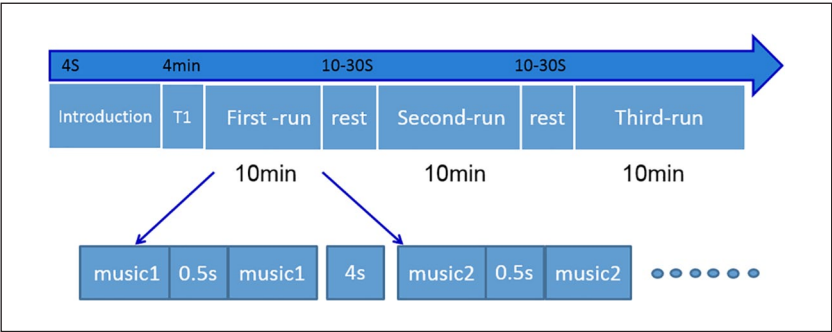 4S 4min 10-30S 10-30S
Introduction T1 First -run rest Second-run rest Third-run
10min 10min 10min
music1 0.5s music1 4s music2 0.5s music2